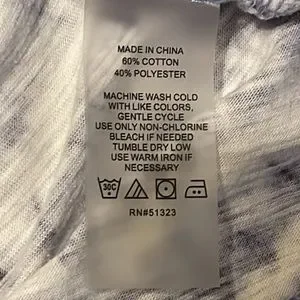 MADE IN CHINA
60% COTTON
40% POLYESTER
MACHINE WASH COLD
WITH LIKE COLORS,
GENTLE CYCLE
USE ONLY NON-CHLORINE
BLEACH IF NEEDED
TUMBLE DRY LOW
USE WARM IRON IF
NECESSARY
30C
RN#51323